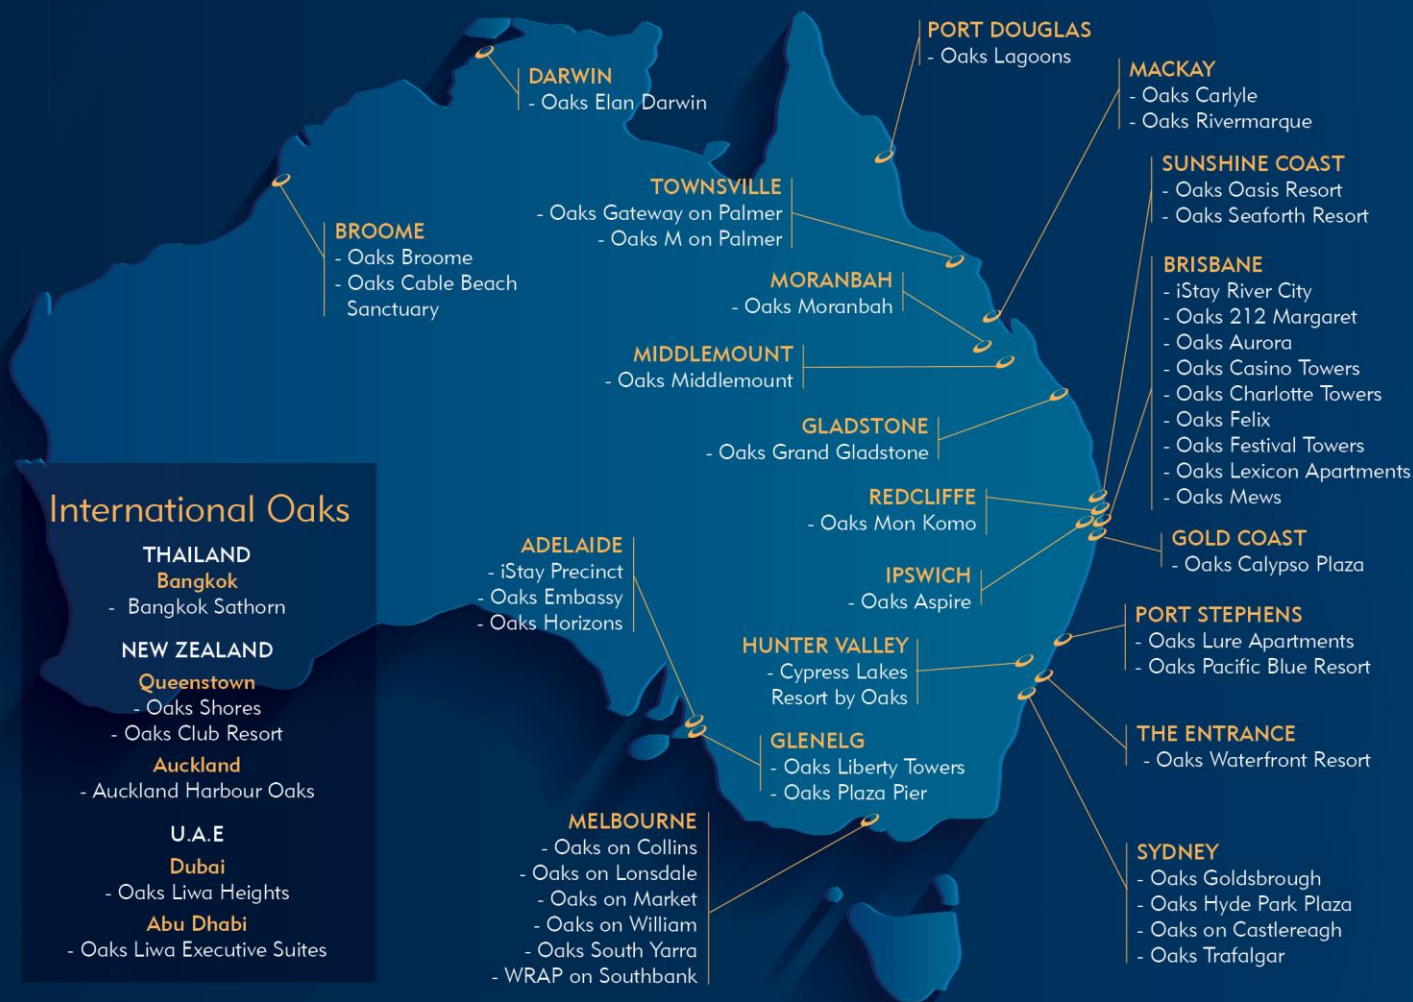 PORT DOUGLAS
- Oaks Lagoons
DARWIN
- Oaks Elan Darwin
MACKAY
- Oaks Carlyle
- Oaks Rivermarque
SUNSHINE COAST
- Oaks Oasis Resort
- Oaks Seaforth Resort
TOWNSVILLE
- Oaks Gateway on Palmer
- Oaks M on Palmer
BROOME
- Oaks Broome
- Oaks Cable Beach
Sanctuary
BRISBANE
- iStay River City
- Oaks 212 Margaret
- Oaks Aurora
- Oaks Casino Towers
- Oaks Charlotte Towers
- Oaks Felix
- Oaks Festival Towers
- Oaks Lexicon Apartments
- Oaks Mews
MORANBAH
- Oaks Moranbah
MIDDLEMOUNT
- Oaks Middlemount
GLADSTONE
- Oaks Grand Gladstone
REDCLIFFE
- Oaks Mon Komo
GOLD COAST
- Oaks Calypso Plaza
IPSWICH
- Oaks Aspire
ADELAIDE
- iStay Precinct
- Oaks Embassy
- Oaks Horizons
PORT STEPHENS
- Oaks Lure Apartments
- Oaks Pacific Blue Resort
HUNTER VALLEY
- Cypress Lakes
Resort by Oaks
THE ENTRANCE
- Oaks Waterfront Resort
GLENELG
- Oaks Liberty Towers
- Oaks Plaza Pier
MELBOURNE
- Oaks on Collins
- Oaks on Lonsdale
- Oaks on Market
- Oaks on William
- Oaks South Yarra
- WRAP on Southbank
SYDNEY
- Oaks Goldsbrough
- Oaks Hyde Park Plaza
- Oaks on Castlereagh
- Oaks Trafalgar
International Oaks
THAILAND
Bangkok
- Bangkok Sathorn
NEW ZEALAND
Queenstown
- Oaks Shores
- Oaks Club Resort
Auckland
- Auckland Harbour Oaks
U.A.E
Dubai
- Oaks Liwa Heights
Abu Dhabi
- Oaks Liwa Executive Suites